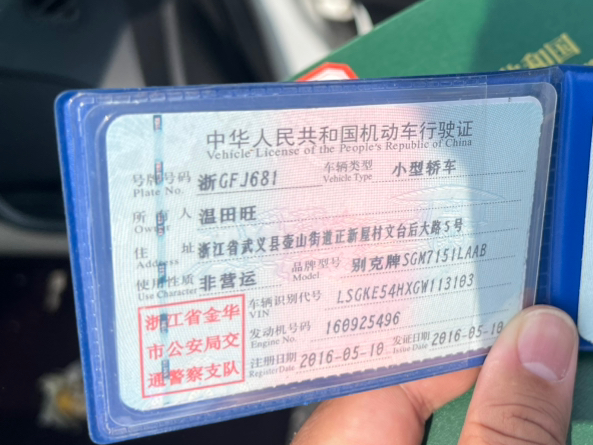 中华人民共和国机动车行驶证
Vehicle License of the People's Republic of China
号牌号码 浙GFJ681 车辆类型 小型轿车
Plate No. Vehicle Type
所有人 温田旺
Owner
住址 浙江省武义县壶山街道正新屋村文台后大路5号
Address
使用性质 非营运 品牌型号 别克牌SGM7151LAAB
Use Character Model
浙江省金华
市公安局交
通警察支队
车辆识别代号 LSGKE54HXGW113103
VIN
发动机号码 160925496
Engine No.
注册日期 2016-05-10 发证日期 2016-05-10
Register Date Issue Date